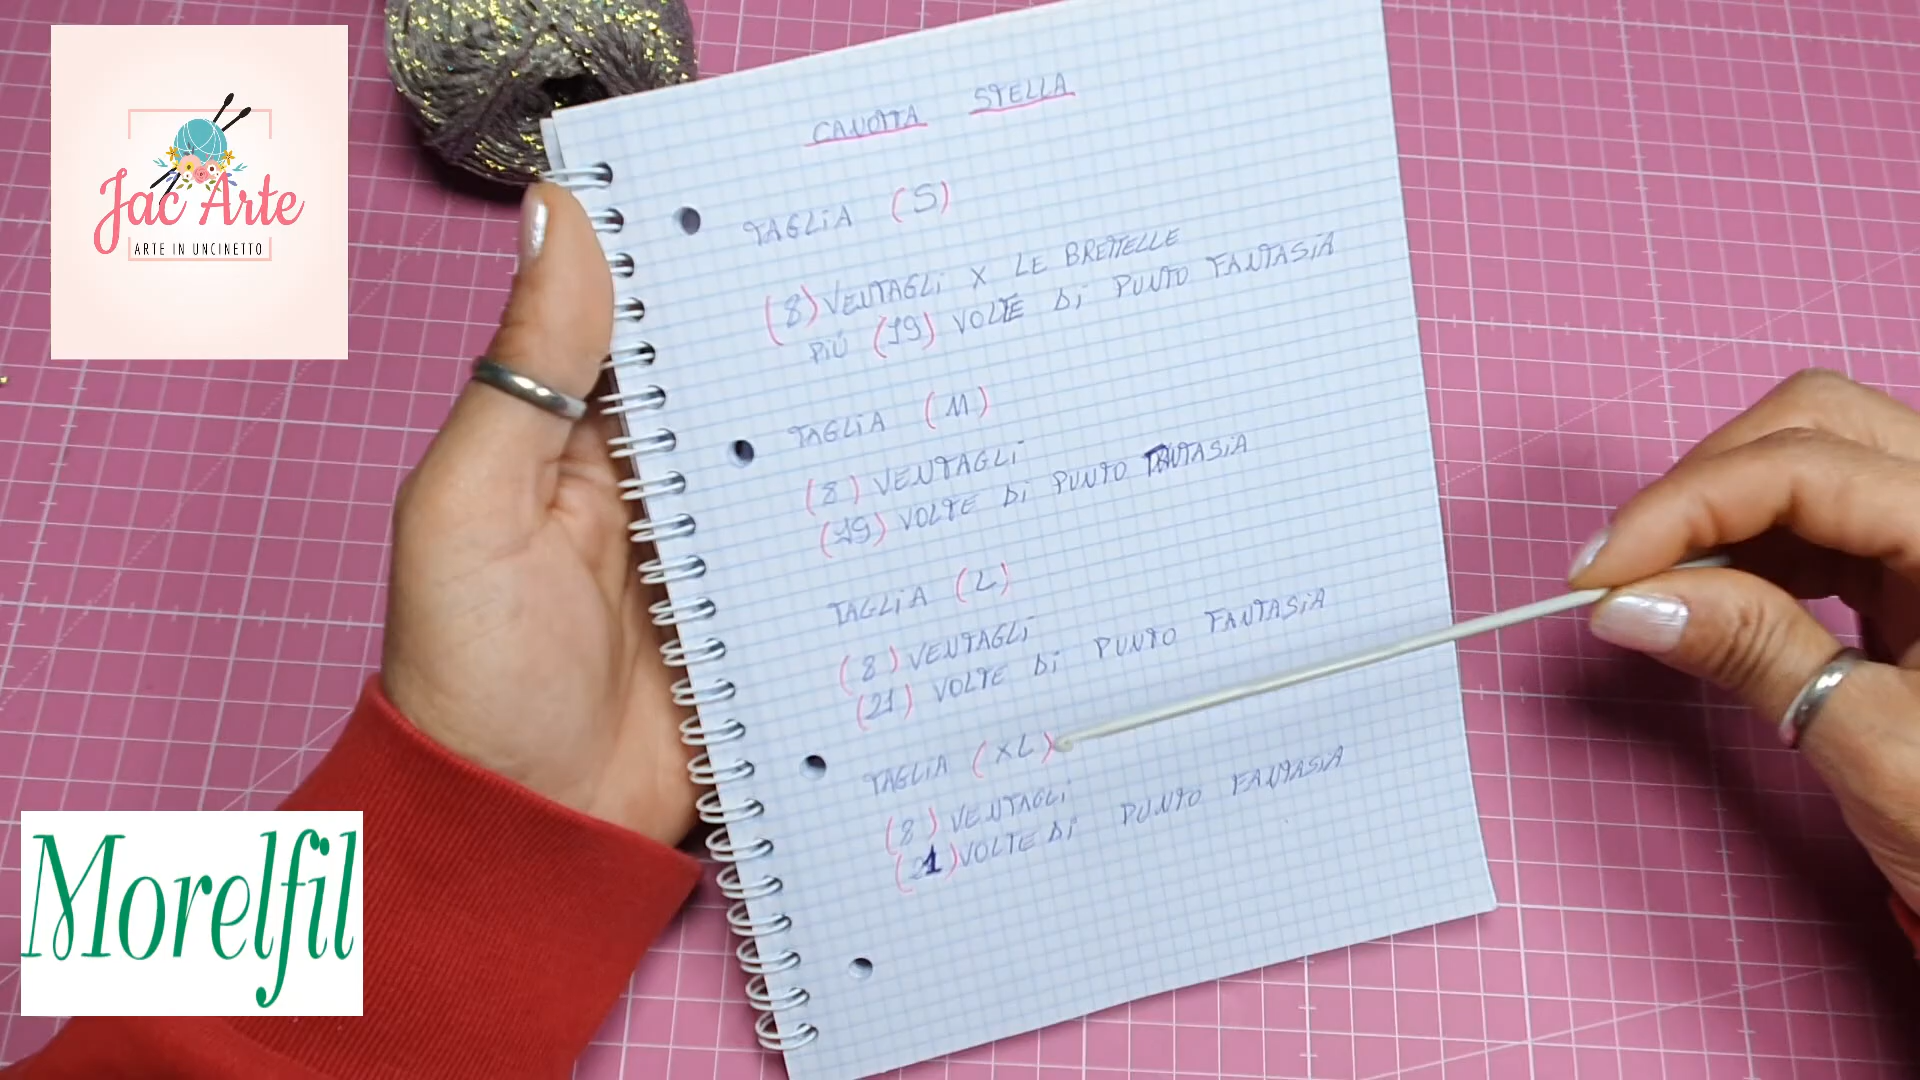 Jac Arte
ARTE IN UNCINETTO
CANOTTA STELLA
TAGLiA (S)
(8) VENTAGLi X LE BRETTELLE
PIÚ (19) VOLTE Di PUNTO FANTASiA
TAGLiA (M)
(8) VENTAGLi
(19) VOLTE Di PUNTO FANTASiA
TAGLiA (L)
(8) VENTAGLi
(21) VOLTE Di PUNTO FANTASiA
TAGLiA (XL)
(8) VENTAGLi
(21) VOLTE Di PUNTO FANTASiA
Morelfil